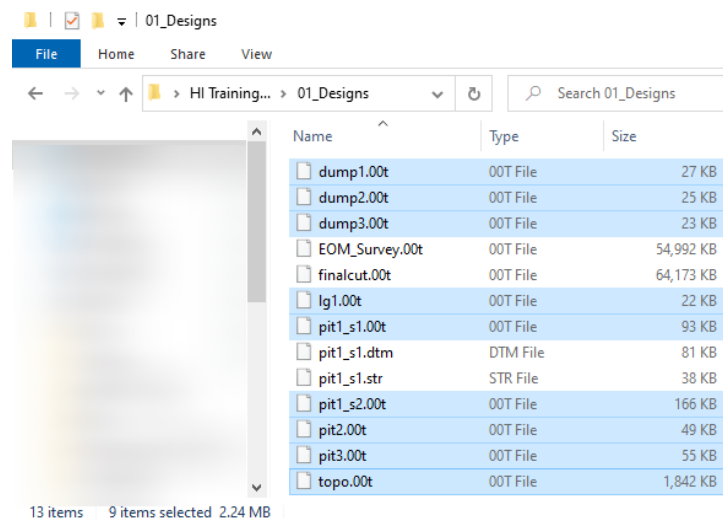 01_Designs
File Home Share View
HI Training... 01_Designs Search 01_Designs
Name Type Size
dump1.00t 00T File 27 KB
dump2.00t 00T File 25 KB
dump3.00t 00T File 23 KB
EOM_Survey.00t 00T File 54,992 KB
finalcut.00t 00T File 64,173 KB
lg1.00t 00T File 22 KB
pit1_s1.00t 00T File 93 KB
pit1_s1.dtm DTM File 81 KB
pit1_s1.str STR File 38 KB
pit1_s2.00t 00T File 166 KB
pit2.00t 00T File 49 KB
pit3.00t 00T File 55 KB
topo.00t 00T File 1,842 KB
13 items 9 items selected 2.24 MB